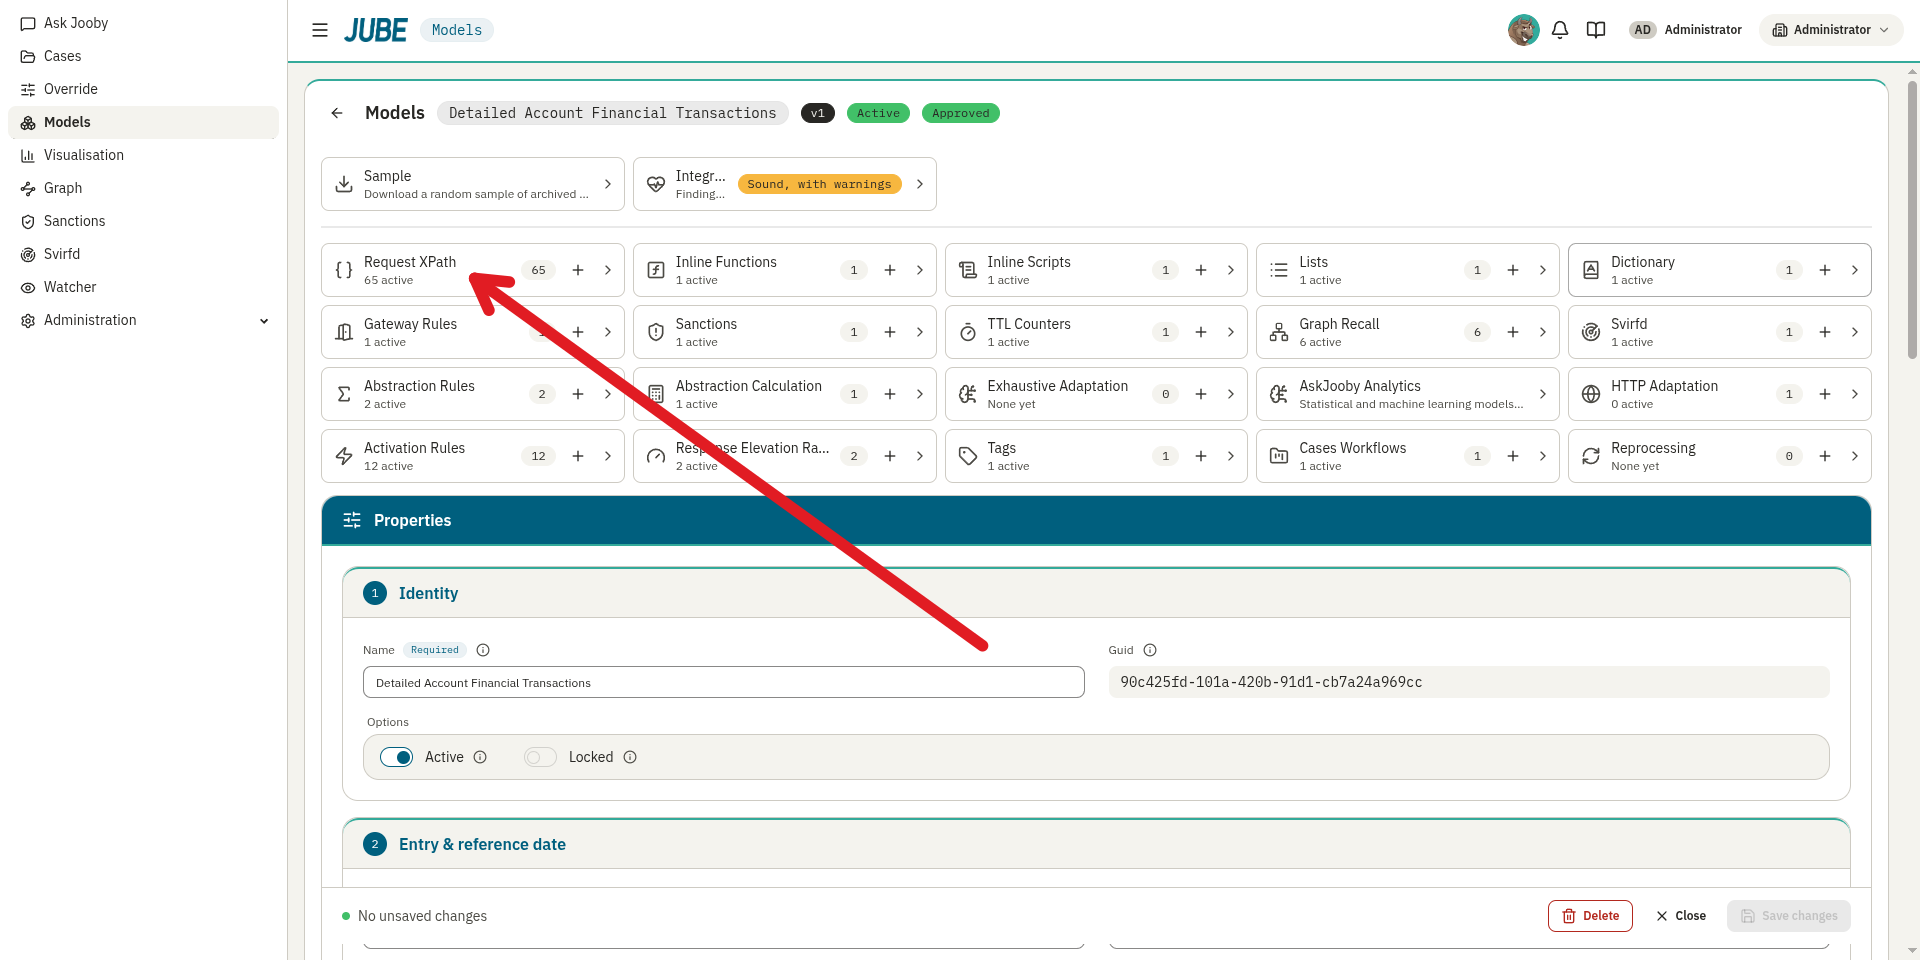 Ask Jooby
Cases
Override
Models
Visualisation
Graph
Sanctions
Svirfd
Watcher
Administration
JUBE
Models
AD Administrator
Administrator
Models
Detailed Account Financial Transactions
v1
Active
Approved
Sample
Download a random sample of archived ...
Integr...
Finding...
Sound, with warnings
Request XPath
65 active
65
Inline Functions
1 active
1
Inline Scripts
1 active
1
Lists
1 active
1
Dictionary
1 active
1
Gateway Rules
1 active
Sanctions
1 active
1
TTL Counters
1 active
1
Graph Recall
6 active
6
Svirfd
1 active
1
Abstraction Rules
2 active
2
Abstraction Calculation
1 active
1
Exhaustive Adaptation
None yet
0
AskJooby Analytics
Statistical and machine learning models...
HTTP Adaptation
0 active
1
Activation Rules
12 active
12
Response Elevation Ra...
2 active
2
Tags
1 active
1
Cases Workflows
1 active
1
Reprocessing
None yet
0
Properties
1 Identity
Name Required
Detailed Account Financial Transactions
Guid
90c425fd-101a-420b-91d1-cb7a24a969cc
Options
Active
Locked
2 Entry & reference date
No unsaved changes
Delete
Close
Save changes